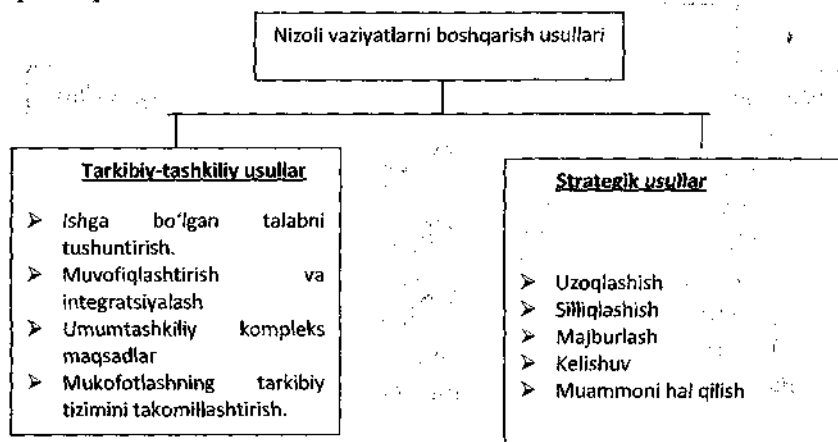 Nizoli vaziyatlarni boshqarish usullari
Tarkibiy-tashkiliy usullar
➢ Ishga bo‘lgan talabni
tushuntirish.
➢ Muvofiqlashtirish va
integratsiyalash
➢ Umumtashkiliy kompleks
maqsadlar
➢ Mukofotlashning tarkibiy
tizimini takomillashtirish.
Strategik usullar
➢ Uzoqlashish
➢ Silliqlashish
➢ Majburlash
➢ Kelishuv
➢ Muammoni hal qilish